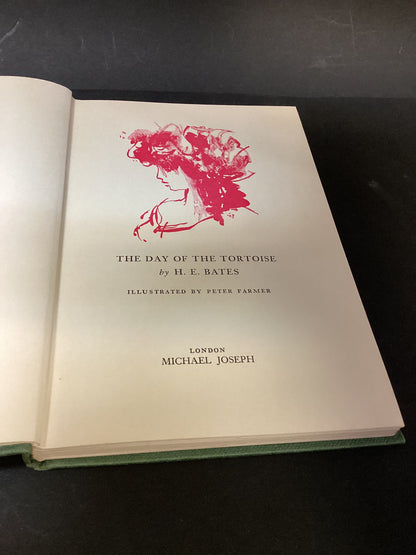 THE DAY OF THE TORTOISE
by H. E. BATES
ILLUSTRATED BY PETER FARMER
LONDON
MICHAEL JOSEPH